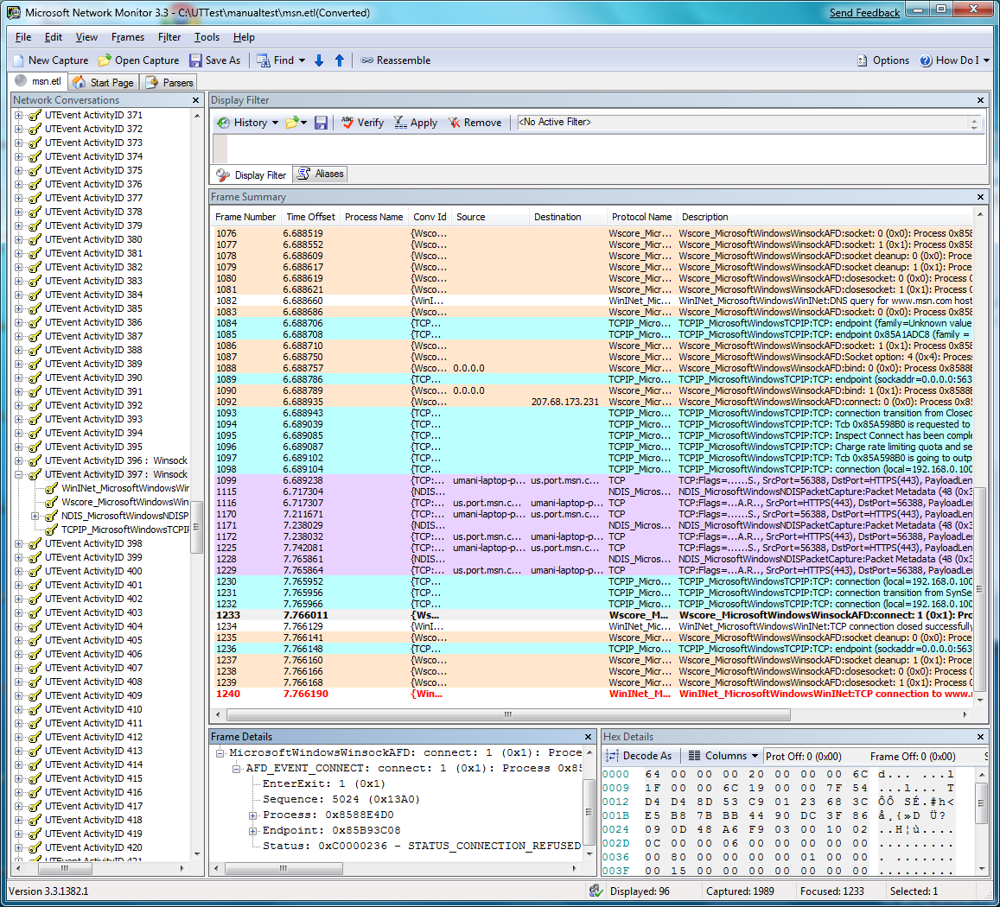 Microsoft Network Monitor 3.3 - C:\UTTest\manualtest\msn.etl(Converted)
Send Feedback
File Edit View Frames Filter Tools Help
New Capture Open Capture Save As Find Reassemble Options How Do I
msn.etl Start Page Parsers
Network Conversations
UTEvent ActivityID 371
UTEvent ActivityID 372
UTEvent ActivityID 373
UTEvent ActivityID 374
UTEvent ActivityID 375
UTEvent ActivityID 376
UTEvent ActivityID 377
UTEvent ActivityID 378
UTEvent ActivityID 379
UTEvent ActivityID 380
UTEvent ActivityID 381
UTEvent ActivityID 382
UTEvent ActivityID 383
UTEvent ActivityID 384
UTEvent ActivityID 385
UTEvent ActivityID 386
UTEvent ActivityID 387
UTEvent ActivityID 388
UTEvent ActivityID 389
UTEvent ActivityID 390
UTEvent ActivityID 391
UTEvent ActivityID 392
UTEvent ActivityID 393
UTEvent ActivityID 394
UTEvent ActivityID 395
UTEvent ActivityID 396 : Winsock
UTEvent ActivityID 397 : Winsock
WinINet_MicrosoftWindowsWir
Wscore_MicrosoftWindowsWin
NDIS_MicrosoftWindowsNDISP
TCPIP_MicrosoftWindowsTCPIF
UTEvent ActivityID 398
UTEvent ActivityID 399
UTEvent ActivityID 400
UTEvent ActivityID 401
UTEvent ActivityID 402
UTEvent ActivityID 403
UTEvent ActivityID 404
UTEvent ActivityID 405
UTEvent ActivityID 406
UTEvent ActivityID 407
UTEvent ActivityID 408
UTEvent ActivityID 409
UTEvent ActivityID 410
UTEvent ActivityID 411
UTEvent ActivityID 412
UTEvent ActivityID 413
UTEvent ActivityID 414
UTEvent ActivityID 415
UTEvent ActivityID 416
UTEvent ActivityID 417
UTEvent ActivityID 418
UTEvent ActivityID 419
UTEvent ActivityID 420
UTEvent ActivityID 421
Display Filter
History Verify Apply Remove <No Active Filter>
Display Filter Aliases
Frame Summary
Frame Number Time Offset Process Name Conv Id Source Destination Protocol Name Description
1076 6.688519 {Wsco... Wscore_Micr... Wscore_MicrosoftWindowsWinsockAFD:socket: 0 (0x0): Process 0x858
1077 6.688552 {Wsco... Wscore_Micr... Wscore_MicrosoftWindowsWinsockAFD:socket: 1 (0x1): Process 0x858
1078 6.688609 {Wsco... Wscore_Micr... Wscore_MicrosoftWindowsWinsockAFD:socket cleanup: 0 (0x0): Proce
1079 6.688617 {Wsco... Wscore_Micr... Wscore_MicrosoftWindowsWinsockAFD:socket cleanup: 1 (0x1): Proce
1080 6.688619 {Wsco... Wscore_Micr... Wscore_MicrosoftWindowsWinsockAFD:closesocket: 0 (0x0): Process 0
1081 6.688621 {Wsco... Wscore_Micr... Wscore_MicrosoftWindowsWinsockAFD:closesocket: 1 (0x1): Process 0
1082 6.688660 {WinI... WinINet_Mic... WinINet_MicrosoftWindowsWinINet:DNS query for www.msn.com host
1083 6.688686 {Wsco... Wscore_Micr... Wscore_MicrosoftWindowsWinsockAFD:socket: 0 (0x0): Process 0x858
1084 6.688706 {TCP... TCPIP_Micro... TCPIP_MicrosoftWindowsTCPIP:TCP: endpoint (family=Unknown value
1085 6.688708 {TCP... TCPIP_Micro... TCPIP_MicrosoftWindowsTCPIP:TCP: endpoint 0x85A1ADC8 (family =
1086 6.688710 {Wsco... Wscore_Micr... Wscore_MicrosoftWindowsWinsockAFD:socket: 1 (0x1): Process 0x858
1087 6.688750 {Wsco... Wscore_Micr... Wscore_MicrosoftWindowsWinsockAFD:Socket option: 4 (0x4): Process
1088 6.688757 {Wsco... 0.0.0.0 Wscore_Micr... Wscore_MicrosoftWindowsWinsockAFD:bind: 0 (0x0): Process 0x8588E
1089 6.688786 {TCP... TCPIP_Micro... TCPIP_MicrosoftWindowsTCPIP:TCP: endpoint (sockaddr=0.0.0.0:563
1090 6.688789 {Wsco... 0.0.0.0 Wscore_Micr... Wscore_MicrosoftWindowsWinsockAFD:bind: 1 (0x1): Process 0x8588E
1092 6.688935 {Wsco... 207.68.173.231 Wscore_Micr... Wscore_MicrosoftWindowsWinsockAFD:connect: 0 (0x0): Process 0x85
1093 6.688943 {TCP... TCPIP_Micro... TCPIP_MicrosoftWindowsTCPIP:TCP: connection transition from Closed
1094 6.689039 {TCP... TCPIP_Micro... TCPIP_MicrosoftWindowsTCPIP:TCP: Tcb 0x85A598B0 is requested to
1095 6.689085 {TCP... TCPIP_Micro... TCPIP_MicrosoftWindowsTCPIP:TCP: Inspect Connect has been comple
1096 6.689087 {TCP... TCPIP_Micro... TCPIP_MicrosoftWindowsTCPIP:TCP: Charge rate limiting quota and se
1097 6.689102 {TCP... TCPIP_Micro... TCPIP_MicrosoftWindowsTCPIP:TCP: Tcb 0x85A598B0 is going to outp
1098 6.689104 {TCP... TCPIP_Micro... TCPIP_MicrosoftWindowsTCPIP:TCP: connection (local=192.168.0.100
1099 6.689238 {TCP:... umani-laptop-p... us.port.msn.c... TCP TCP:Flags=......S., SrcPort=56388, DstPort=HTTPS(443), PayloadLen
1115 6.717304 {NDIS... NDIS_Micros... NDIS_MicrosoftWindowsNDISPacketCapture:Packet Metadata (48 (0x3
1116 6.717307 {TCP:... us.port.msn.c... umani-laptop-p... TCP TCP:Flags=...A.R.., SrcPort=HTTPS(443), DstPort=56388, PayloadLen
1170 7.211671 {TCP:... umani-laptop-p... us.port.msn.c... TCP TCP:Flags=......S., SrcPort=56388, DstPort=HTTPS(443), PayloadLen
1171 7.238029 {NDIS... NDIS_Micros... NDIS_MicrosoftWindowsNDISPacketCapture:Packet Metadata (48 (0x3
1172 7.238032 {TCP:... us.port.msn.c... umani-laptop-p... TCP TCP:Flags=...A.R.., SrcPort=HTTPS(443), DstPort=56388, PayloadLen
1225 7.742081 {TCP:... umani-laptop-p... us.port.msn.c... TCP TCP:Flags=......S., SrcPort=56388, DstPort=HTTPS(443), PayloadLen
1228 7.765861 {NDIS... NDIS_Micros... NDIS_MicrosoftWindowsNDISPacketCapture:Packet Metadata (48 (0x3
1229 7.765864 {TCP:... us.port.msn.c... umani-laptop-p... TCP TCP:Flags=...A.R.., SrcPort=HTTPS(443), DstPort=56388, PayloadLen
1230 7.765952 {TCP... TCPIP_Micro... TCPIP_MicrosoftWindowsTCPIP:TCP: connection (local=192.168.0.100
1231 7.765956 {TCP... TCPIP_Micro... TCPIP_MicrosoftWindowsTCPIP:TCP: connection transition from SynSe
1232 7.765966 {TCP... TCPIP_Micro... TCPIP_MicrosoftWindowsTCPIP:TCP: connection (local=192.168.0.100
1233 7.766011 {Ws... Wscore_M... Wscore_MicrosoftWindowsWinsockAFD:connect: 1 (0x1): Pro
1234 7.766129 {WinI... WinINet_Mic... WinINet_MicrosoftWindowsWinINet:TCP connection closed successfully
1235 7.766141 {Wsco... Wscore_Micr... Wscore_MicrosoftWindowsWinsockAFD:socket cleanup: 0 (0x0): Proce
1236 7.766148 {TCP... TCPIP_Micro... TCPIP_MicrosoftWindowsTCPIP:TCP: endpoint (sockaddr=0.0.0.0:563
1237 7.766160 {Wsco... Wscore_Micr... Wscore_MicrosoftWindowsWinsockAFD:socket cleanup: 1 (0x1): Proce
1238 7.766166 {Wsco... Wscore_Micr... Wscore_MicrosoftWindowsWinsockAFD:closesocket: 0 (0x0): Process 0
1239 7.766168 {Wsco... Wscore_Micr... Wscore_MicrosoftWindowsWinsockAFD:closesocket: 1 (0x1): Process 0
1240 7.766190 {Win... WinINet_M... WinINet_MicrosoftWindowsWinINet:TCP connection to www.r
Frame Details
MicrosoftWindowsWinsockAFD: connect: 1 (0x1): Proce
AFD_EVENT_CONNECT: connect: 1 (0x1): Process 0x85
EnterExit: 1 (0x1)
Sequence: 5024 (0x13A0)
Process: 0x8588E4D0
Endpoint: 0x85B93C08
Status: 0xC0000236 - STATUS_CONNECTION_REFUSED
Hex Details
Decode As Columns Prot Off: 0 (0x00) Frame Off: 0 (0x00) S
0000 64 00 00 00 20 00 00 00 6C d... ...l
0009 1F 00 00 6C 19 00 00 7F 54 ...l...T
0012 D4 D4 8D 53 C9 01 23 68 3C ÔÔ SÉ.#h<
001B E5 B8 7B BB 44 90 DC 3F 86 å¸{»D Ü?
0024 09 0D 48 A6 F9 03 00 10 02 ..H¦ù....
002D 0C 00 00 06 00 00 00 00 00 .........
0036 00 80 00 00 00 00 01 00 00 . .......
003F 00 15 00 00 00 00 00 00 00 .........
Version 3.3.1382.1 Displayed: 96 Captured: 1989 Focused: 1233 Selected: 1